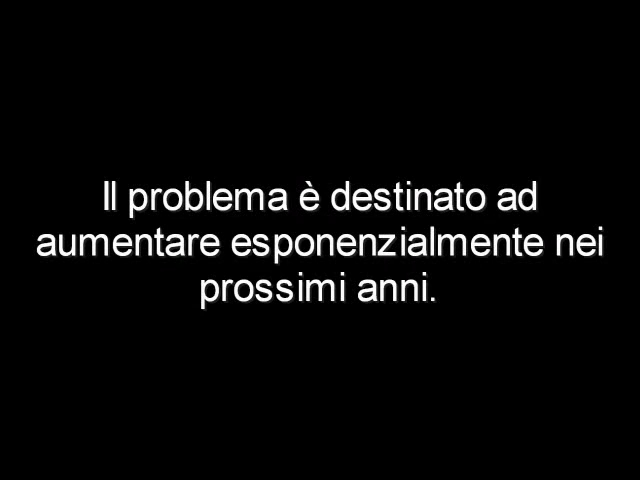 Il problema è destinato ad
aumentare esponenzialmente nei
prossimi anni.